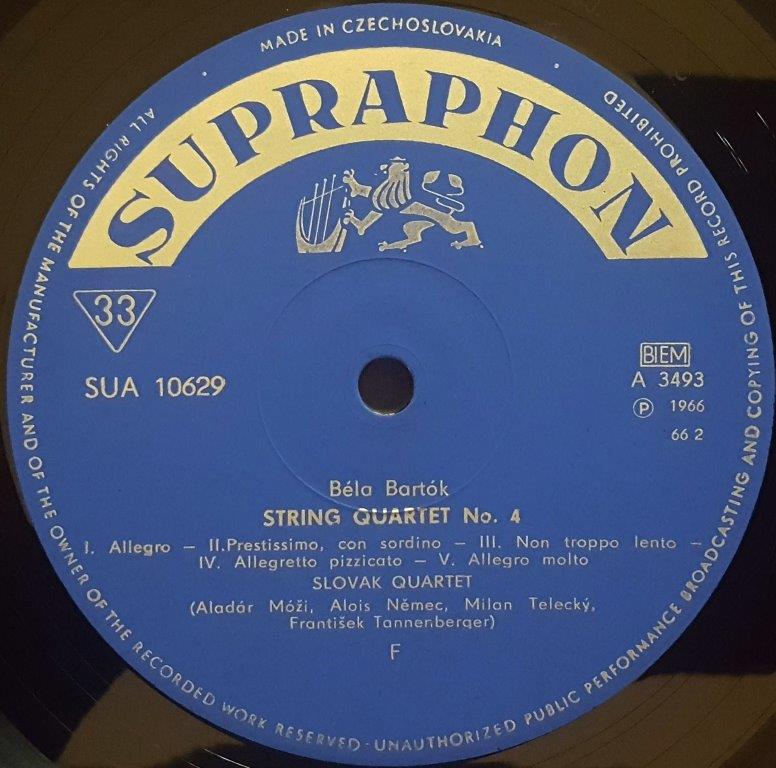 MADE IN CZECHOSLOVAKIA
SUPRAPHON
33
SUA 10629
BIEM
A 3493
Ⓟ 1966
66 2
Béla Bartók
STRING QUARTET No. 4
I. Allegro – II.Prestissimo, con sordino – III. Non troppo lento –
IV. Allegretto pizzicato – V. Allegro molto
SLOVAK QUARTET
(Aladár Móži, Alois Němec, Milan Telecký,
František Tannenberger)
F
ALL RIGHTS OF THE MANUFACTURER AND OF THE OWNER OF THE RECORDED WORK RESERVED - UNAUTHORIZED PUBLIC PERFORMANCE BROADCASTING AND COPYING OF THIS RECORD PROHIBITED